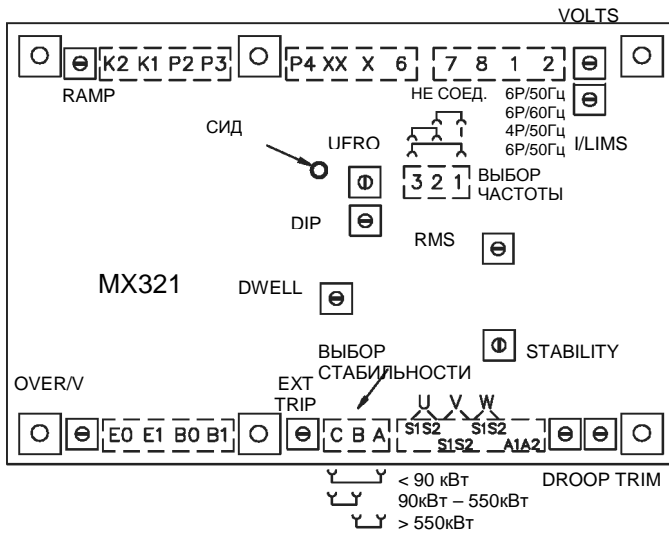 VOLTS
K2 K1 P2 P3
P4 XX X 6
7 8 1 2
RAMP
НЕ СОЕД.
6P/50Гц
6P/60Гц
4P/50Гц
6P/50Гц
I/LIMS
СИД
UFRO
3 2 1
ВЫБОР
ЧАСТОТЫ
DIP
RMS
MX321
DWELL
STABILITY
ВЫБОР
СТАБИЛЬНОСТИ
OVER/V
EXT
TRIP
U V W
E0 E1 B0 B1
C B A
S1S2 S1S2
S1S2 A1A2
DROOP TRIM
< 90 кВт
90кВт – 550кВт
> 550кВт